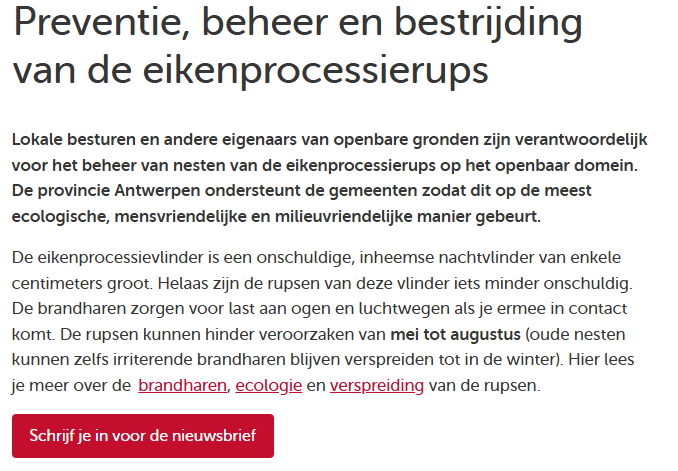 Preventie, beheer en bestrijding
van de eikenprocessierups
Lokale besturen en andere eigenaars van openbare gronden zijn verantwoordelijk
voor het beheer van nesten van de eikenprocessierups op het openbaar domein.
De provincie Antwerpen ondersteunt de gemeenten zodat dit op de meest
ecologische, mensvriendelijke en milieuvriendelijke manier gebeurt.
De eikenprocessievlinder is een onschuldige, inheemse nachtvlinder van enkele
centimeters groot. Helaas zijn de rupsen van deze vlinder iets minder onschuldig.
De brandharen zorgen voor last aan ogen en luchtwegen als je ermee in contact
komt. De rupsen kunnen hinder veroorzaken van mei tot augustus (oude nesten
kunnen zelfs irriterende brandharen blijven verspreiden tot in de winter). Hier lees
je meer over de brandharen, ecologie en verspreiding van de rupsen.
Schrijf je in voor de nieuwsbrief